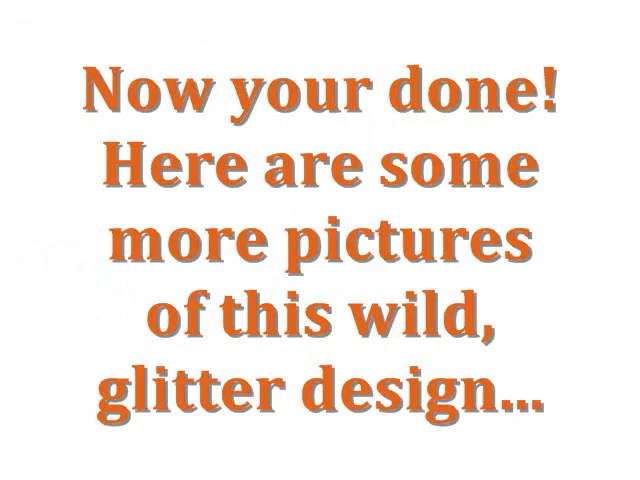 Now your done!
Here are some
more pictures
of this wild,
glitter design...